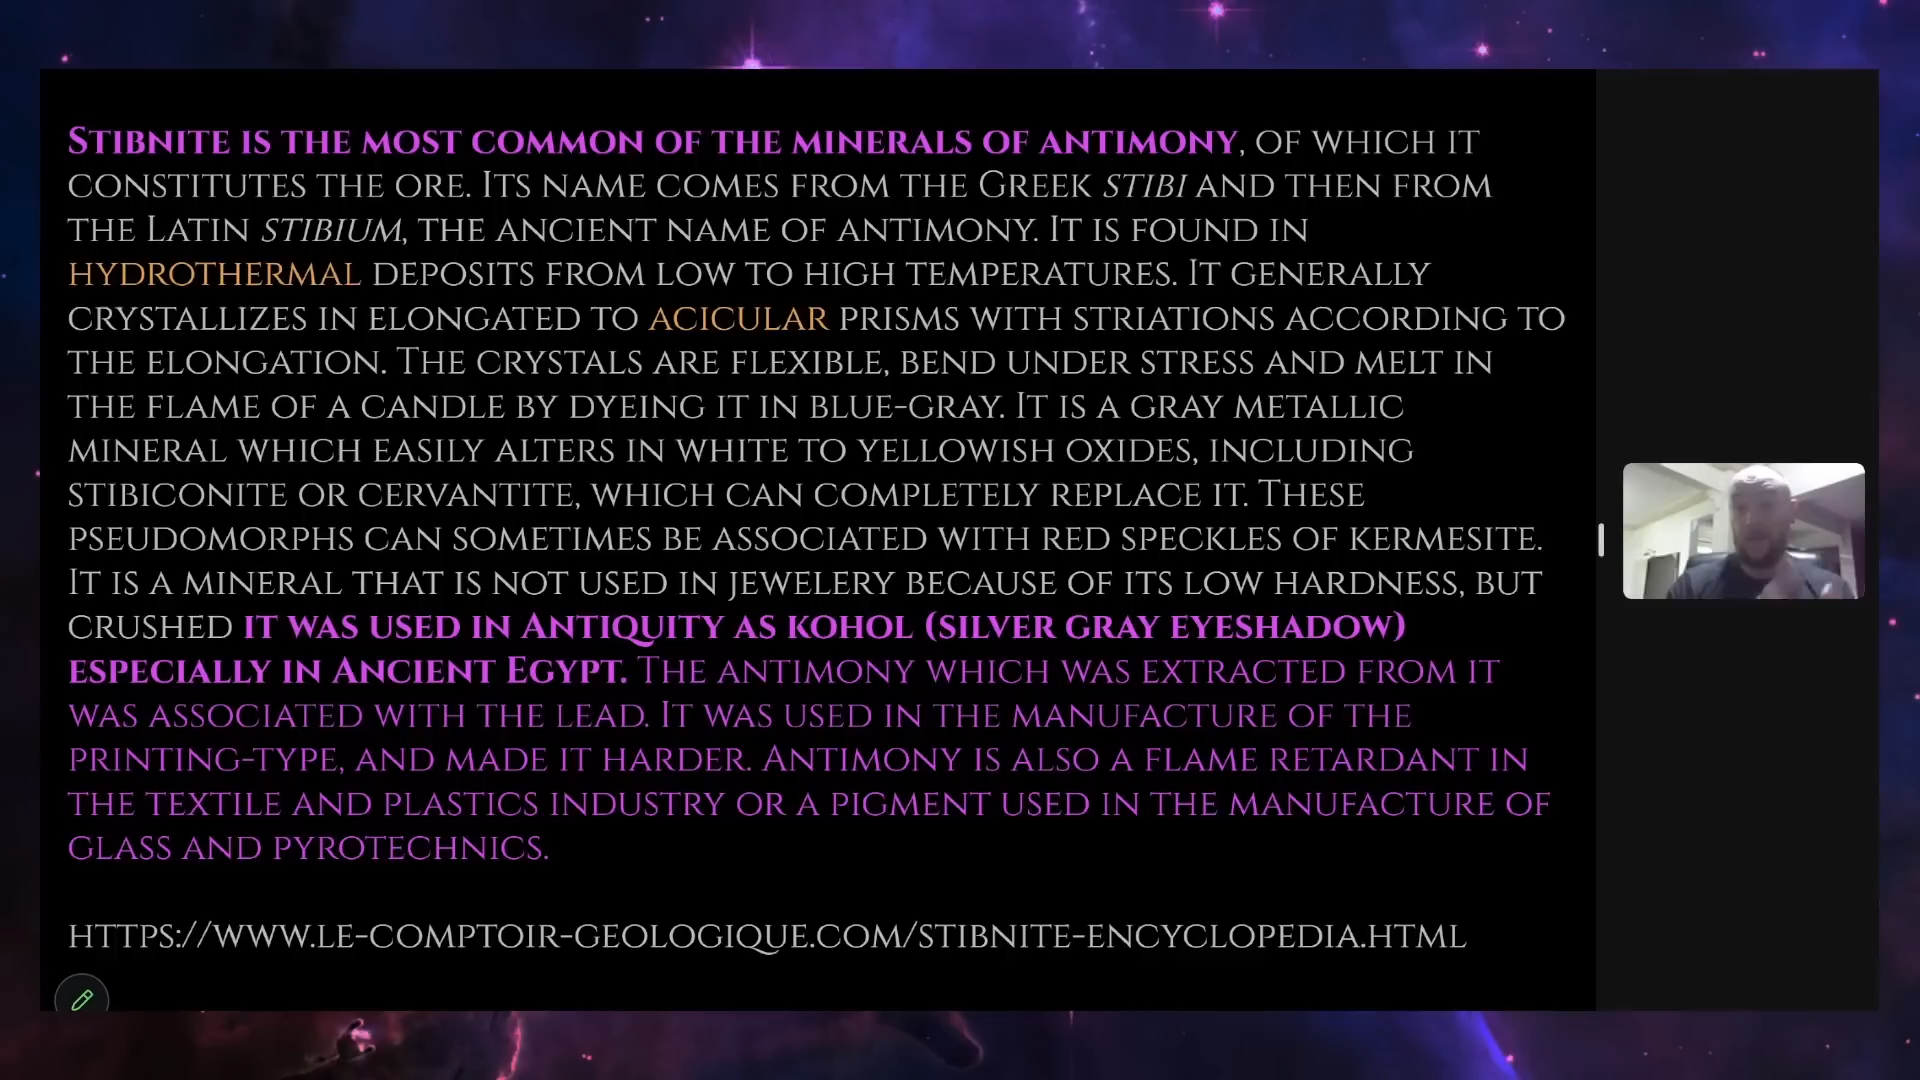 Stibnite is the most common of the minerals of antimony, of which it
constitutes the ore. Its name comes from the Greek stibi and then from
the Latin stibium, the ancient name of antimony. It is found in
hydrothermal deposits from low to high temperatures. It generally
crystallizes in elongated to acicular prisms with striations according to
the elongation. The crystals are flexible, bend under stress and melt in
the flame of a candle by dyeing it in blue-gray. It is a gray metallic
mineral which easily alters in white to yellowish oxides, including
stibiconite or cervantite, which can completely replace it. These
pseudomorphs can sometimes be associated with red speckles of kermesite.
It is a mineral that is not used in jewelery because of its low hardness, but
crushed it was used in Antiquity as kohol (silver gray eyeshadow)
especially in Ancient Egypt. The antimony which was extracted from it
was associated with the lead. It was used in the manufacture of the
printing-type, and made it harder. Antimony is also a flame retardant in
the textile and plastics industry or a pigment used in the manufacture of
glass and pyrotechnics.
https://www.le-comptoir-geologique.com/stibnite-encyclopedia.html